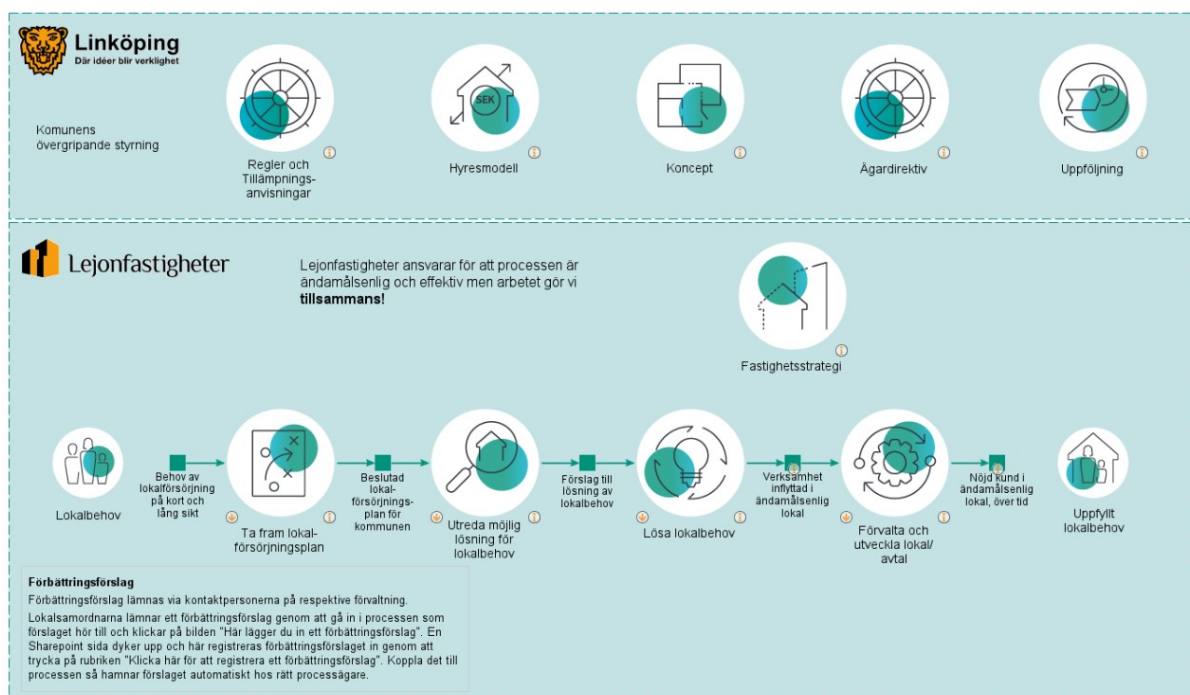 Linköping
Där idéer blir verklighet
Komunens
övergripande styrning
Regler och
Tillämpnings-
anvisningar
SEK
Hyresmodell
Koncept
Ägardirektiv
Uppföljning
Lejonfastigheter
Lejonfastigheter ansvarar för att processen är
ändamålsenlig och effektiv men arbetet gör vi
tillsammans!
Fastighetsstrategi
Lokalbehov
Behov av
lokalförsörjning
på kort och
lång sikt
Ta fram lokal-
försörjningsplan
Beslutad
lokal-
försörjnings-
plan för
kommunen
Utreda möjlig
lösning för
lokalbehov
Förslag till
lösning av
lokalbehov
Lösa lokalbehov
Verksamhet
inflyttad i
ändamålsenlig
lokal
Förvalta och
utveckla lokal/
avtal
Nöjd kund i
ändamålsenlig
lokal, över tid
Uppfyllt
lokalbehov
Förbättringsförslag
Förbättringsförslag lämnas via kontaktpersonerna på respektive förvaltning.
Lokalsamordnarna lämnar ett förbättringsförslag genom att gå in i processen som
förslaget hör till och klickar på bilden "Här lägger du in ett förbättringsförslag". En
Sharepoint sida dyker upp och här registreras förbättringsförslaget in genom att
trycka på rubriken "Klicka här för att registrera ett förbättringsförslag". Koppla det till
processen så hamnar förslaget automatiskt hos rätt processägare.